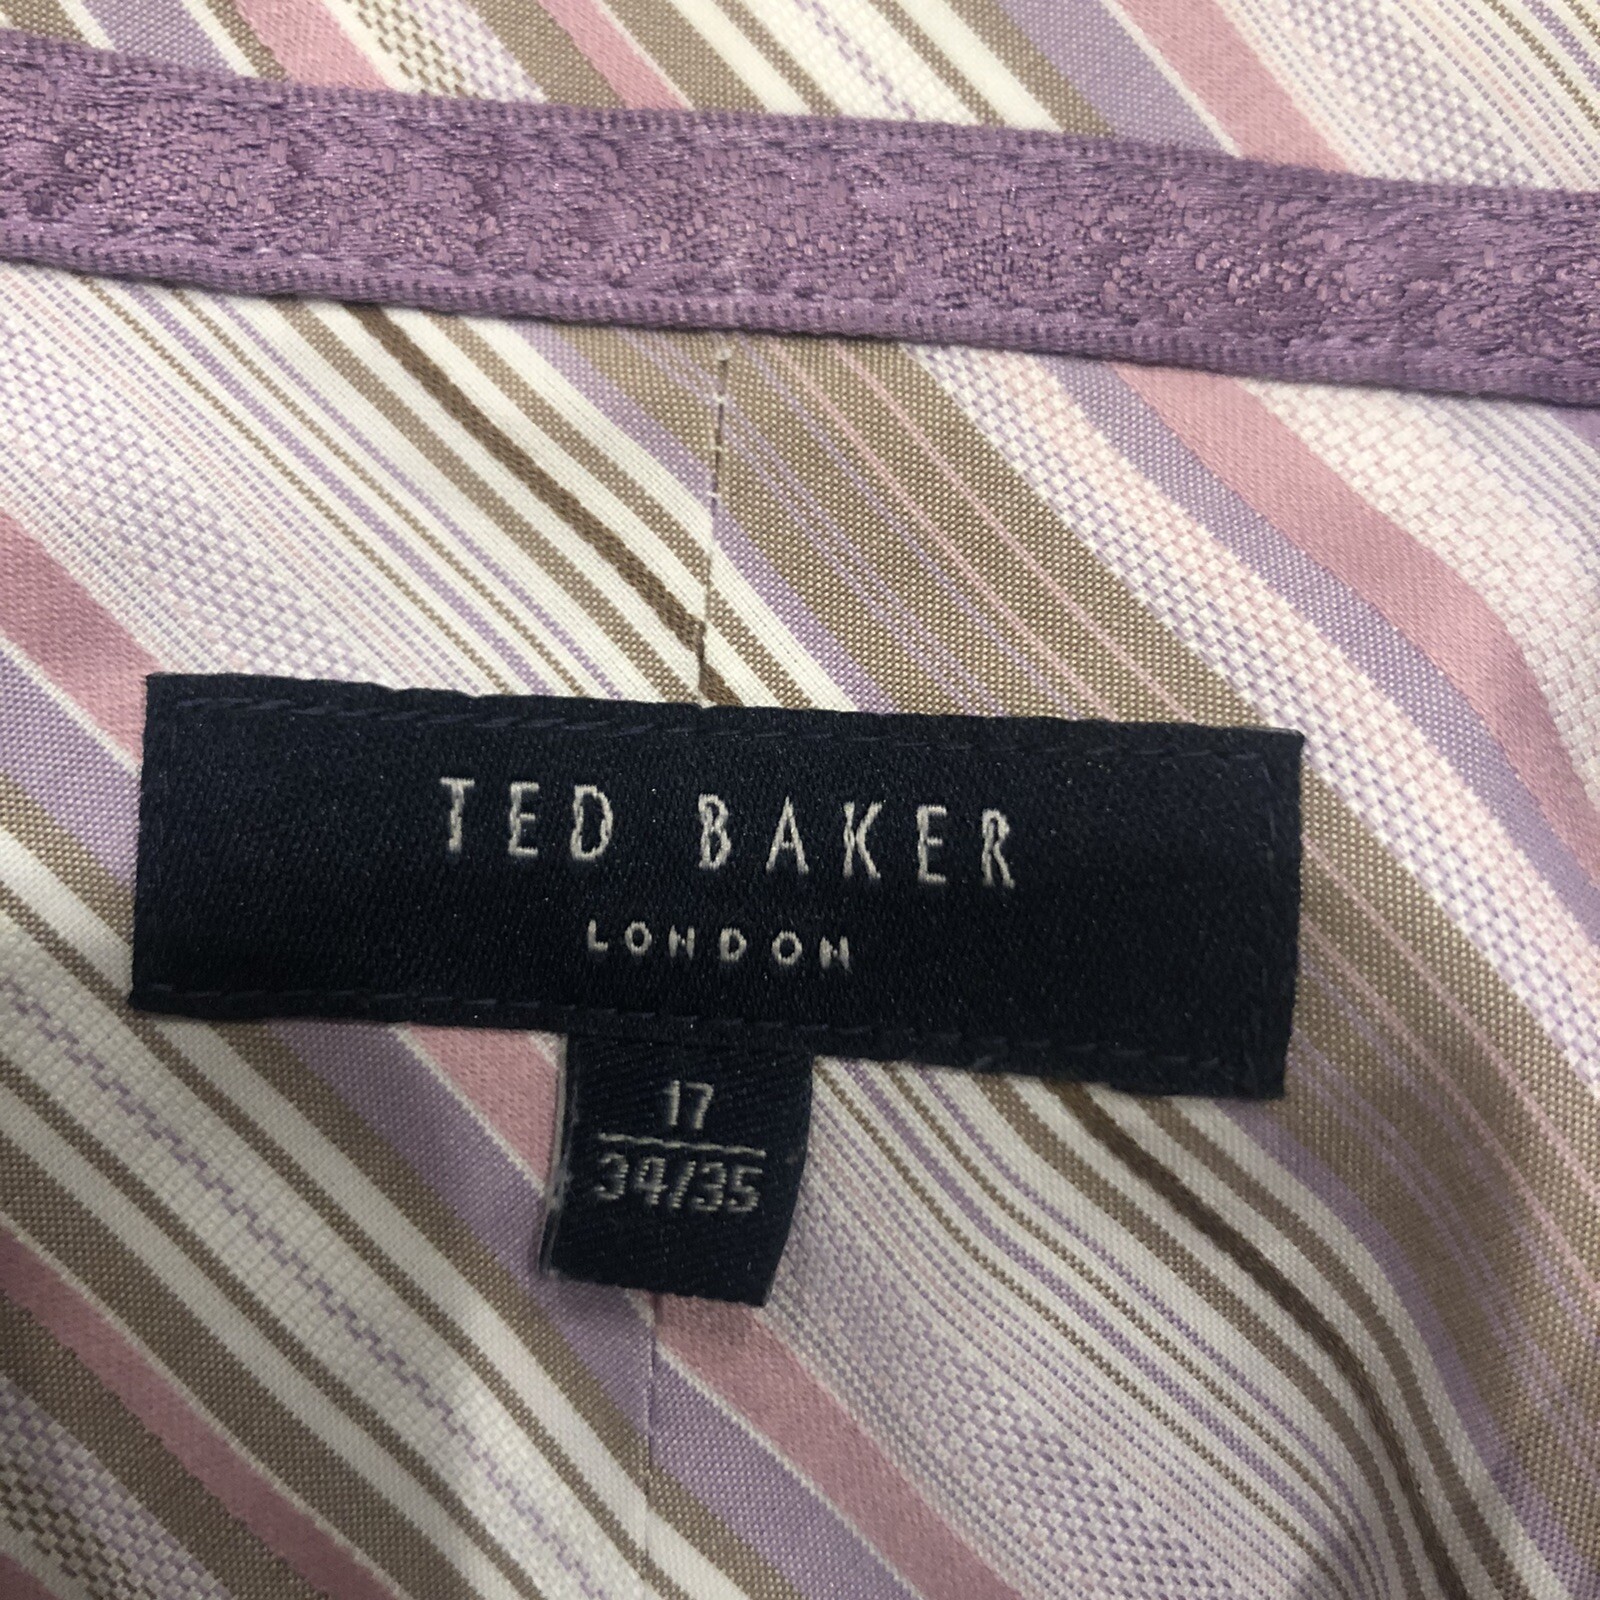 TED BAKER
LONDON
17
34/35